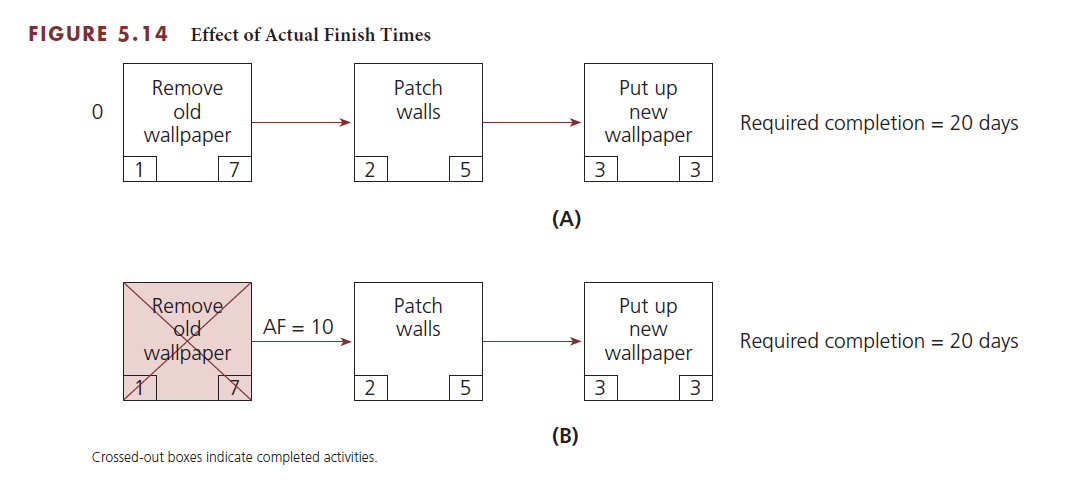 FIGURE 5.14 Effect of Actual Finish Times
0
Remove
old
wallpaper
1 7
Patch
walls
2 5
Put up
new
wallpaper
3 3
Required completion = 20 days
(A)
Remove
old
wallpaper
1 7
AF = 10
Patch
walls
2 5
Put up
new
wallpaper
3 3
Required completion = 20 days
(B)
Crossed-out boxes indicate completed activities.